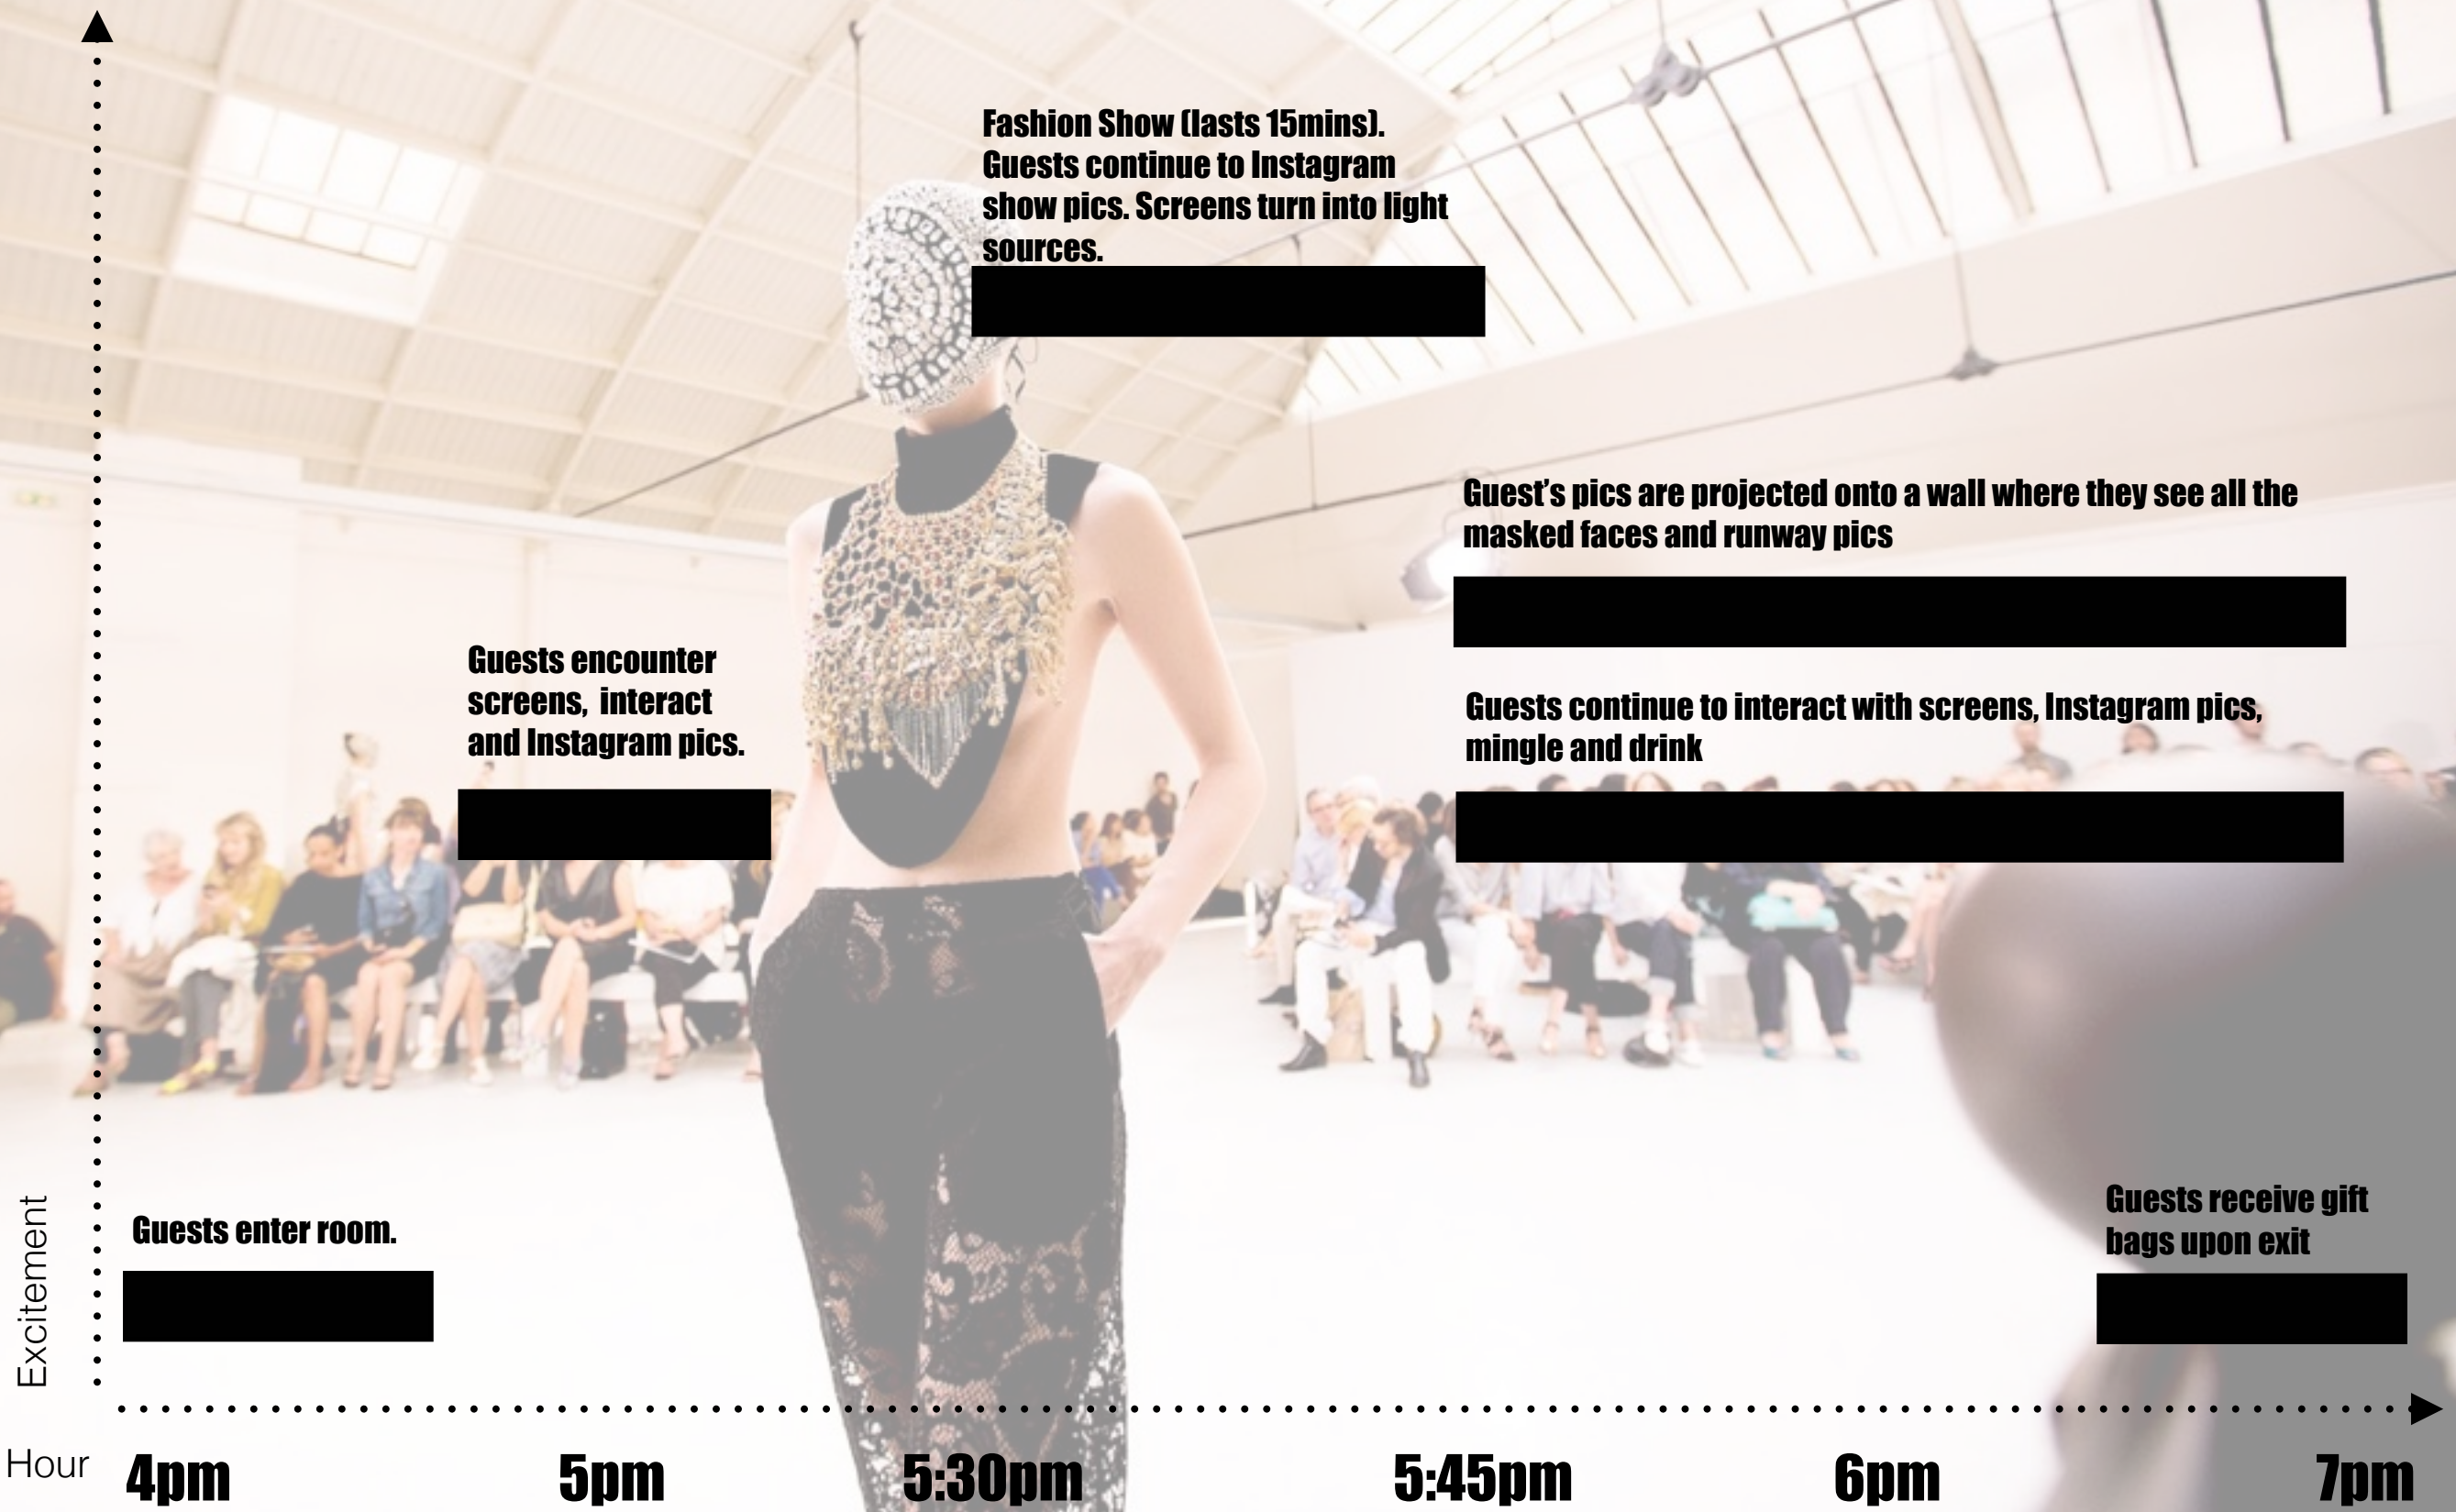 Fashion Show (lasts 15mins).
Guests continue to Instagram
show pics. Screens turn into light
sources.
Guest’s pics are projected onto a wall where they see all the
masked faces and runway pics
Guests encounter
screens, interact
and Instagram pics.
Guests continue to interact with screens, Instagram pics,
mingle and drink
Guests enter room.
Guests receive gift
bags upon exit
Excitement
Hour 4pm 5pm 5:30pm 5:45pm 6pm 7pm